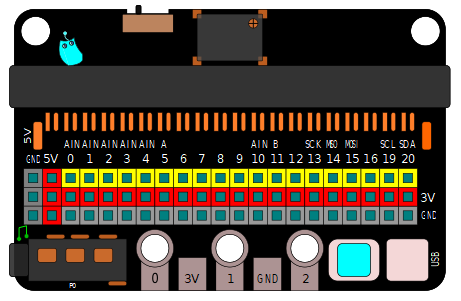 5V
AIN AIN AIN AIN AIN A AIN B SCK MISO MOSI SCL SDA
GND 5V 0 1 2 3 4 5 6 7 8 9 10 11 12 13 14 15 16 19 20
3V
GND
0 3V 1 GND 2
USB